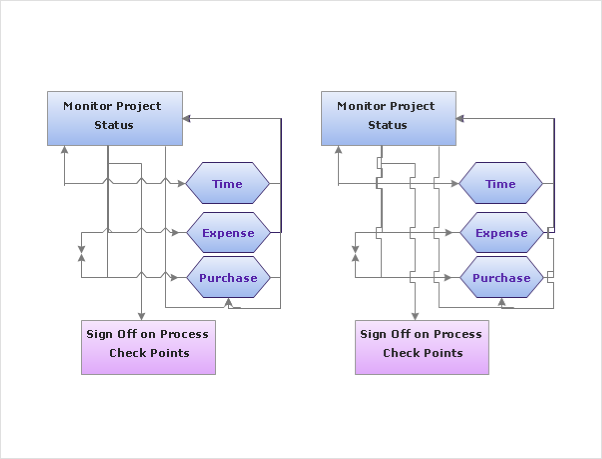 Monitor Project
Status
Time
Expense
Purchase
Sign Off on Process
Check Points
Monitor Project
Status
Time
Expense
Purchase
Sign Off on Process
Check Points